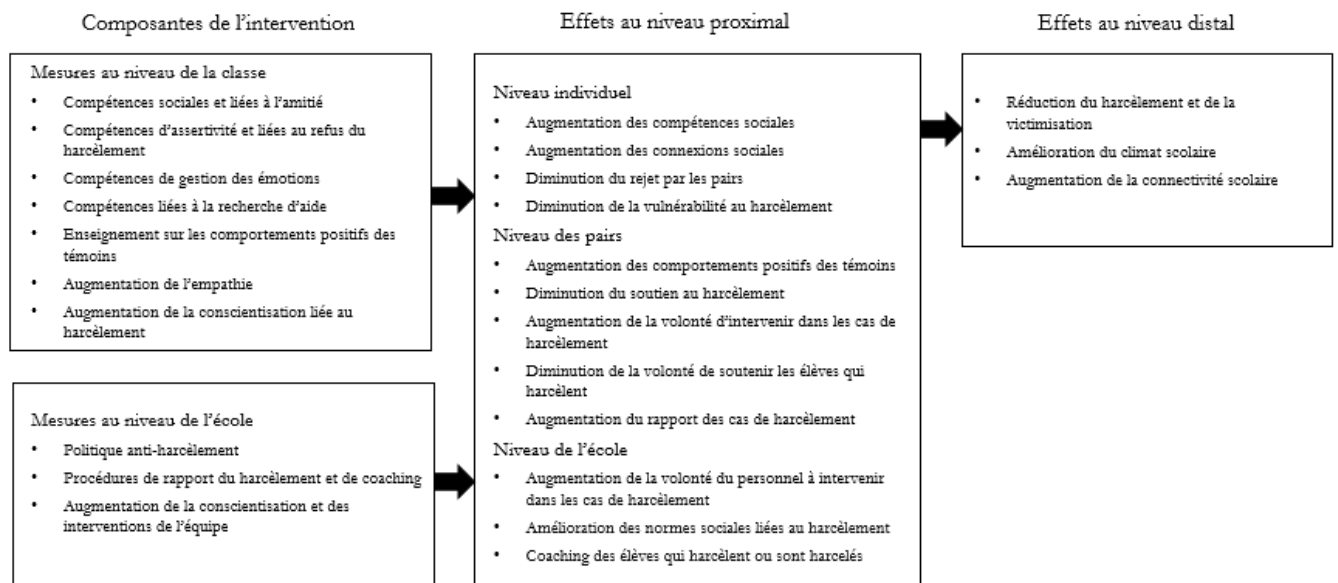 Composantes de l'intervention
Effets au niveau proximal
Effets au niveau distal
Mesures au niveau de la classe
• Compétences sociales et liées à l'amitié
• Compétences d'assertivité et liées au refus du
harcèlement
• Compétences de gestion des émotions
• Compétences liées à la recherche d'aide
• Enseignement sur les comportements positifs des
témoins
• Augmentation de l'empathie
• Augmentation de la conscientisation liée au
harcèlement
Mesures au niveau de l'école
• Politique anti-harcèlement
• Procédures de rapport du harcèlement et de coaching
• Augmentation de la conscientisation et des
interventions de l'équipe
Niveau individuel
• Augmentation des compétences sociales
• Augmentation des connexions sociales
• Diminution du rejet par les pairs
• Diminution de la vulnérabilité au harcèlement
Niveau des pairs
• Augmentation des comportements positifs des témoins
• Diminution du soutien au harcèlement
• Augmentation de la volonté d'intervenir dans les cas de
harcèlement
• Diminution de la volonté de soutenir les élèves qui
harcèlent
• Augmentation du rapport des cas de harcèlement
Niveau de l'école
• Augmentation de la volonté du personnel à intervenir
dans les cas de harcèlement
• Amélioration des normes sociales liées au harcèlement
• Coaching des élèves qui harcèlent ou sont harcelés
• Réduction du harcèlement et de la
victimisation
• Amélioration du climat scolaire
• Augmentation de la connectivité scolaire